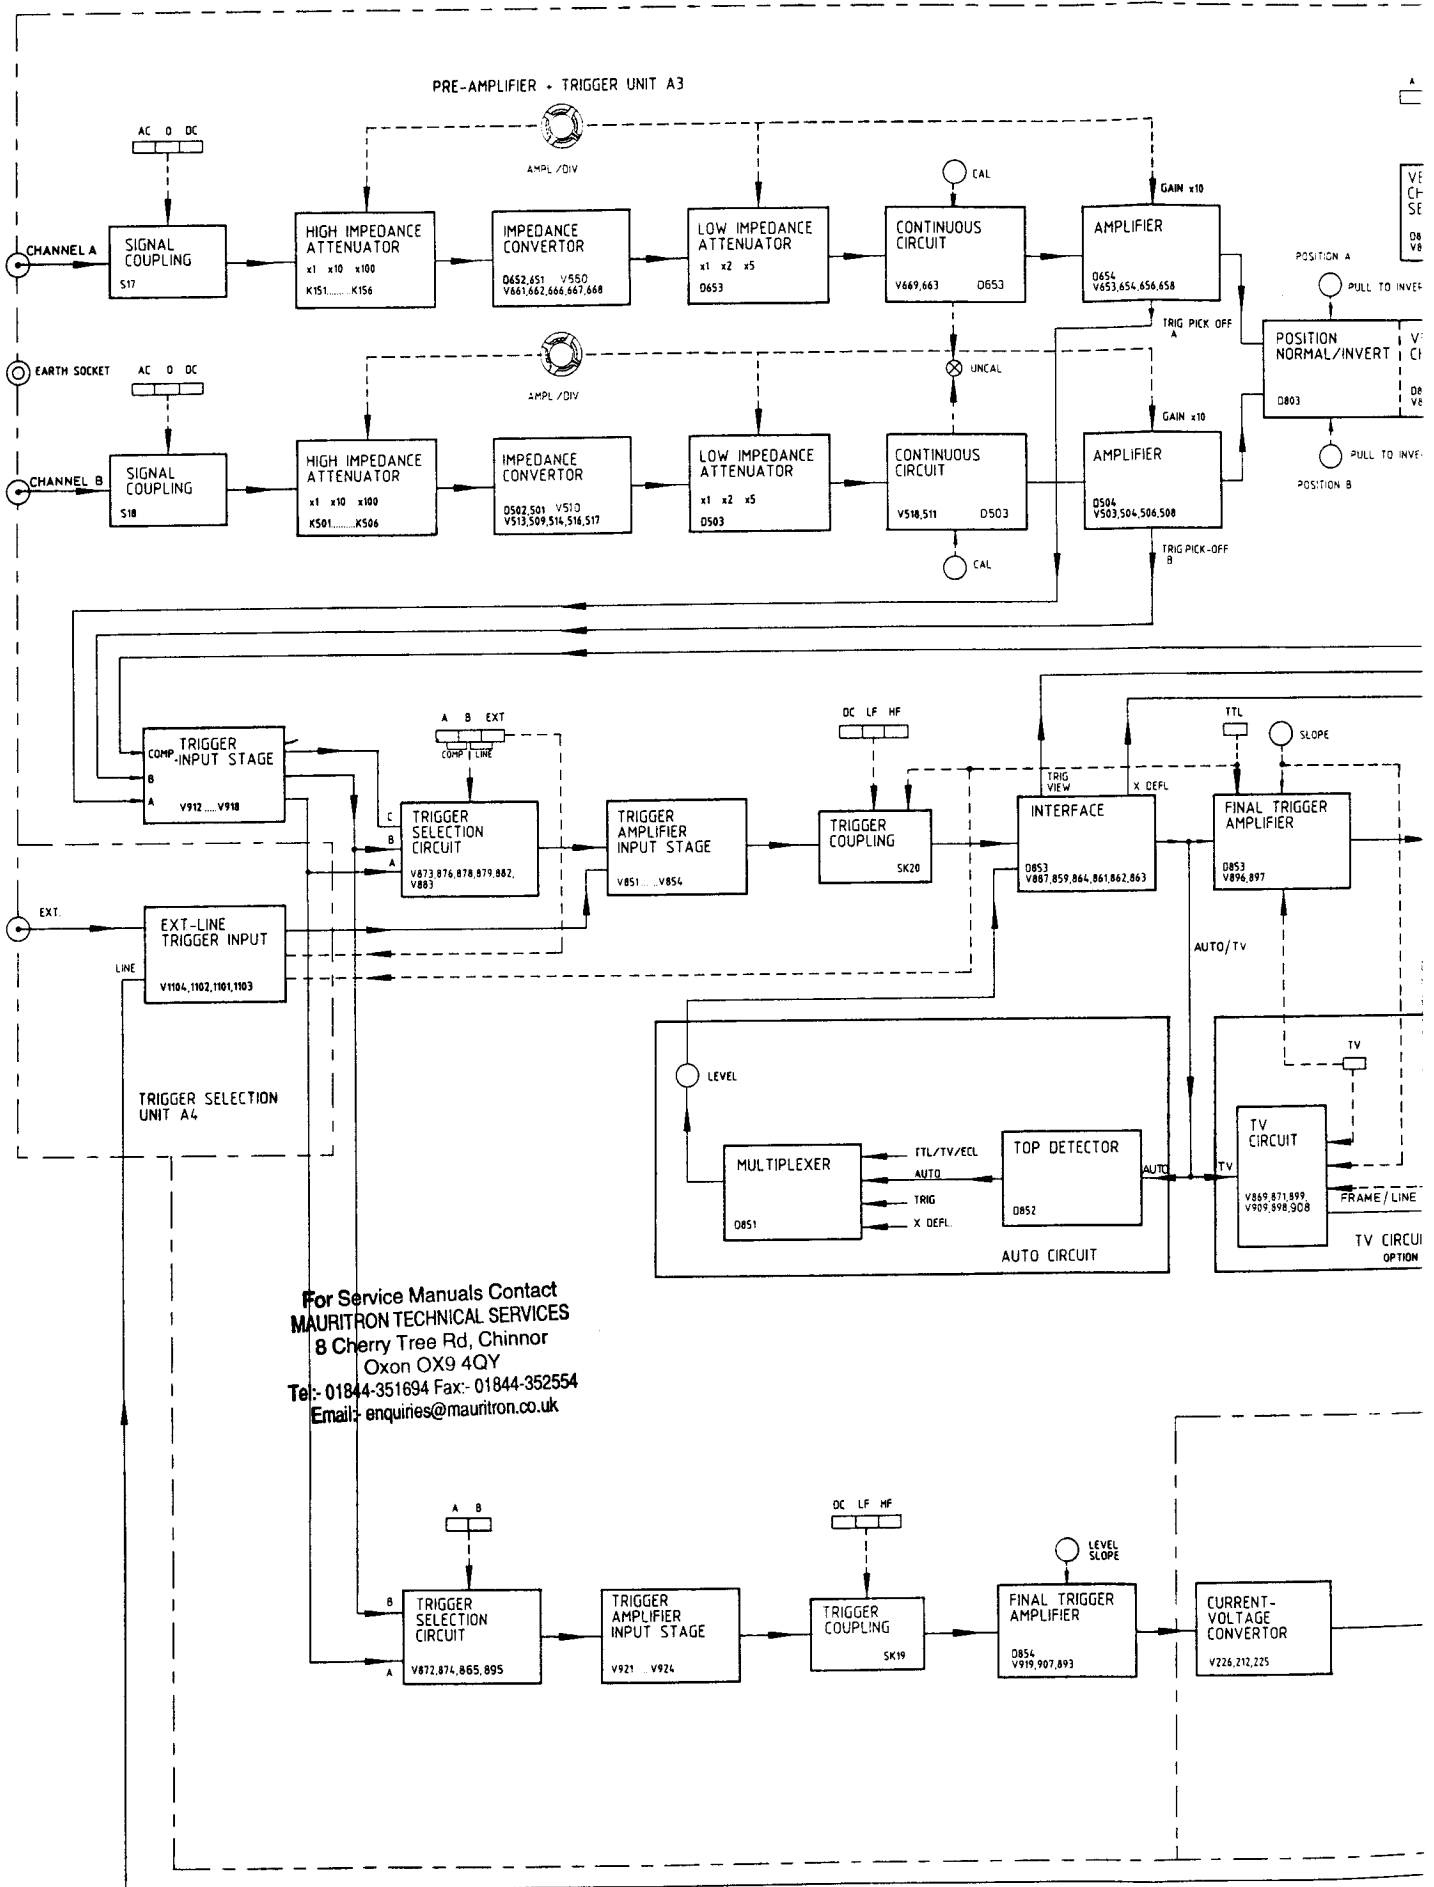 PRE-AMPLIFIER + TRIGGER UNIT A3
A
AC 0 DC
AMPL/DIV
CAL
GAIN x10
CHANNEL A
SIGNAL
COUPLING
S17
HIGH IMPEDANCE
ATTENUATOR
x1 x10 x100
K151........K156
IMPEDANCE
CONVERTOR
D652,651 V550
V661,662,666,667,668
LOW IMPEDANCE
ATTENUATOR
x1 x2 x5
D653
CONTINUOUS
CIRCUIT
V669,663 D653
AMPLIFIER
D654
V653,654,656,658
TRIG PICK OFF
A
POSITION A
PULL TO INVER
POSITION
NORMAL/INVERT
D803
PULL TO INVE
POSITION B
VE
CH
SE
EARTH SOCKET
AC 0 DC
AMPL/DIV
UNCAL
GAIN x10
CHANNEL B
SIGNAL
COUPLING
S18
HIGH IMPEDANCE
ATTENUATOR
x1 x10 x100
K501........K506
IMPEDANCE
CONVERTOR
D502,501 V510
V513,509,514,516,517
LOW IMPEDANCE
ATTENUATOR
x1 x2 x5
D503
CONTINUOUS
CIRCUIT
V518,511 D503
CAL
AMPLIFIER
D504
V503,504,506,508
TRIG PICK-OFF
B
COMP
B
A
TRIGGER
INPUT STAGE
V912.....V918
A B EXT
COMP LINE
C
B
A
TRIGGER
SELECTION
CIRCUIT
V873,876,878,879,882,
V883
TRIGGER
AMPLIFIER
INPUT STAGE
V851......V854
DC LF HF
TRIGGER
COUPLING
SK20
TRIG
VIEW
X DEFL
INTERFACE
D853
V887,859,864,861,862,863
TTL
SLOPE
FINAL TRIGGER
AMPLIFIER
D853
V896,897
EXT.
LINE
EXT-LINE
TRIGGER INPUT
V1104,1102,1101,1103
AUTO/TV
TRIGGER SELECTION
UNIT A4
LEVEL
MULTIPLEXER
D851
TTL/TV/ECL
AUTO
TRIG
X DEFL.
TOP DETECTOR
D852
AUTO
AUTO CIRCUIT
TV
TV
TV
CIRCUIT
V869,871,899,
V909,898,908
FRAME/LINE
TV CIRCUI
OPTION
For Service Manuals Contact
MAURITRON TECHNICAL SERVICES
8 Cherry Tree Rd, Chinnor
Oxon OX9 4QY
Tel:- 01844-351694 Fax:- 01844-352554
Email:- enquiries@mauritron.co.uk
A B
B
A
TRIGGER
SELECTION
CIRCUIT
V872,874,865,895
TRIGGER
AMPLIFIER
INPUT STAGE
V921...V924
DC LF HF
TRIGGER
COUPLING
SK19
LEVEL
SLOPE
FINAL TRIGGER
AMPLIFIER
D854
V919,907,893
CURRENT-
VOLTAGE
CONVERTOR
V226,212,225